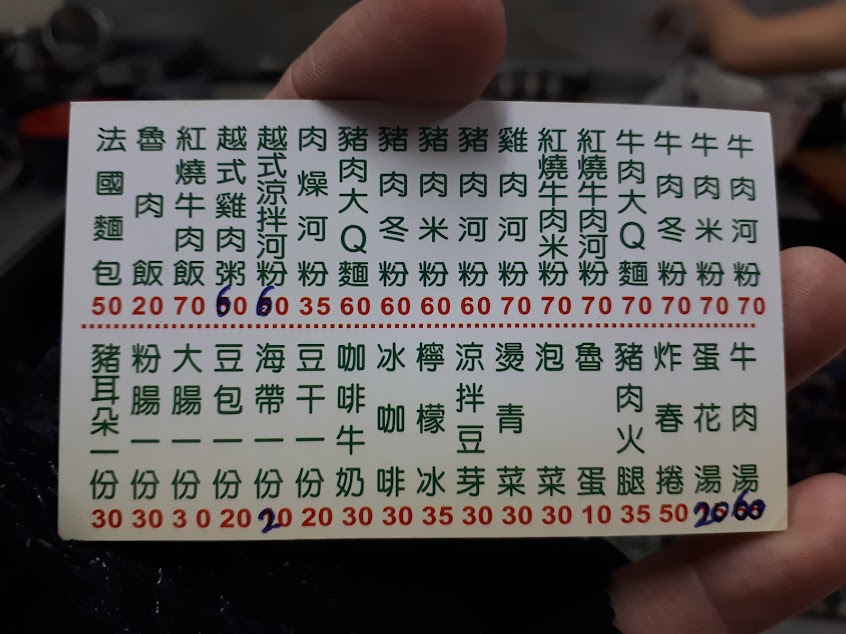 牛肉河粉 70
牛肉米粉 70
牛肉冬粉 70
牛肉大Q麵 70
紅燒牛肉河粉 70
紅燒牛肉米粉 70
雞肉河粉 70
豬肉河粉 60
豬肉米粉 60
豬肉冬粉 60
豬肉大Q麵 60
肉燥河粉 35
越式涼拌河粉 60
越式雞肉粥 60
紅燒牛肉飯 70
魯肉飯 20
法國麵包 50
牛肉湯 60
蛋花湯 20
炸春捲 50
豬肉火腿 35
魯蛋 10
泡菜 30
燙青菜 30
涼拌豆芽 30
檸檬冰 35
冰咖啡 30
咖啡牛奶 30
豆干一份 20
海帶一份 20
豆包一份 20
大腸一份 30
粉腸一份 30
豬耳朵一份 30